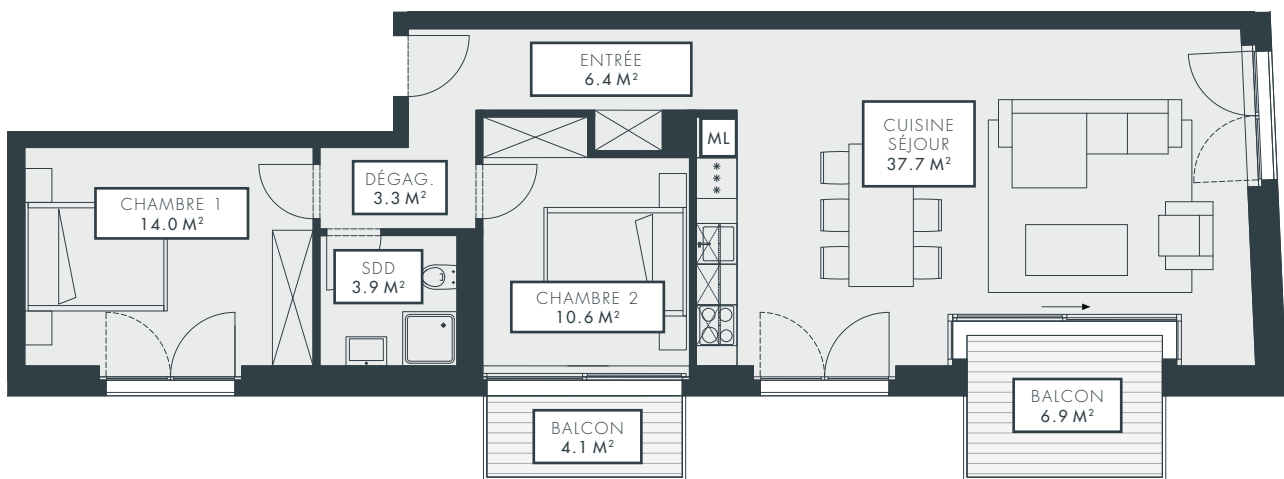 ENTRÉE
6.4 M²
CUISINE
SÉJOUR
37.7 M²
ML
DÉGAG.
3.3 M²
CHAMBRE 1
14.0 M²
SDD
3.9 M²
CHAMBRE 2
10.6 M²
BALCON
6.9 M²
BALCON
4.1 M²